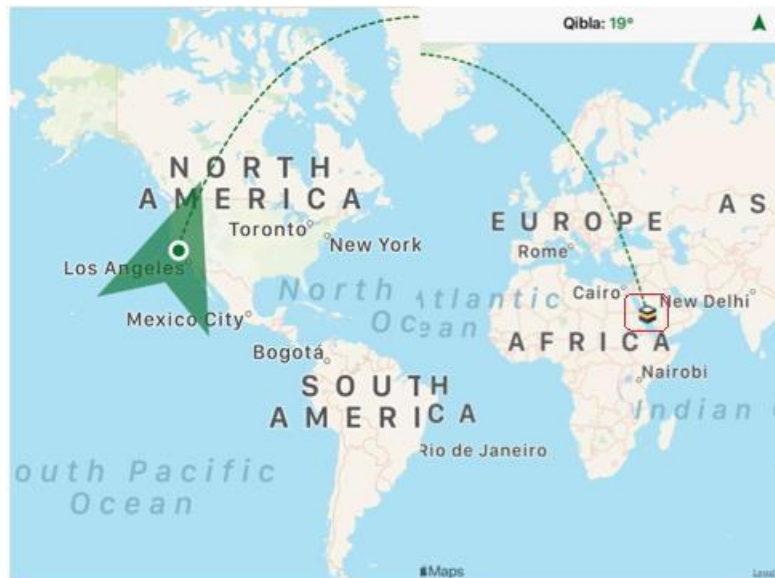 Qibla: 19°
NORTH
AMERICA
Toronto
New York
Los Angeles
Mexico City
Bogotá
SOUTH
AMERICA
North
outh Pacific
Ocean
EUROPE
AS
Rome
Atlantic
Cairo
New Delhi
AFRICA
Nairobi
Indian
Rio de Janeiro
Maps
Legal